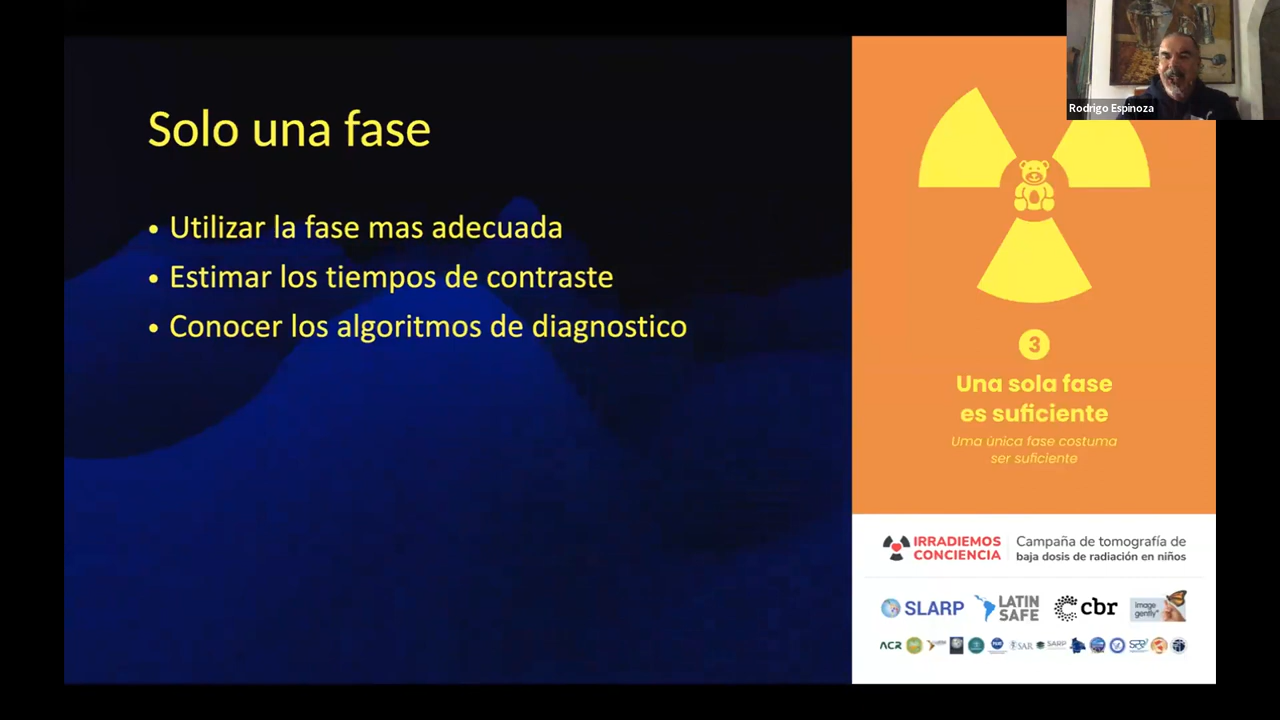 Solo una fase
• Utilizar la fase mas adecuada
• Estimar los tiempos de contraste
• Conocer los algoritmos de diagnostico
Rodrigo Espinoza
3
Una sola fase
es suficiente
Uma única fase costuma
ser suficiente
IRRADIEMOS
CONCIENCIA
Campaña de tomografía de
baja dosis de radiación en niños
SLARP
LATIN
SAFE
cbr
image
gently
ACR
SAR
SARP